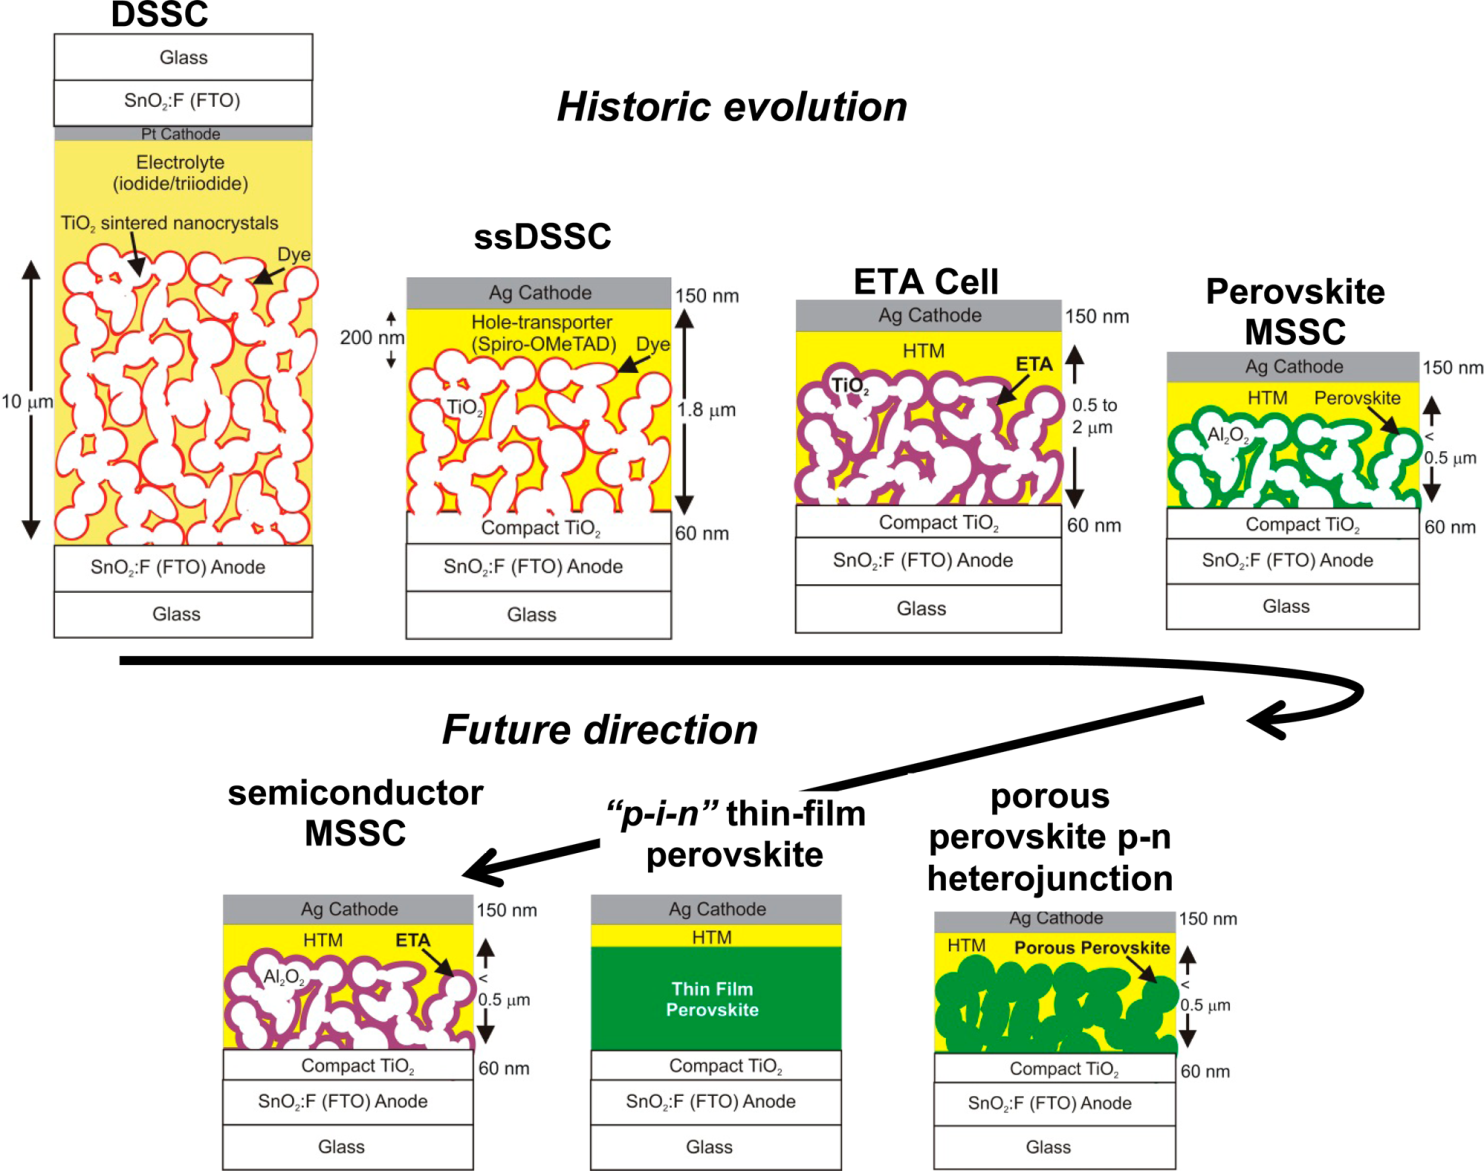 DSSC
Glass
SnO₂:F (FTO)
Pt Cathode
Electrolyte
(iodide/triiodide)
TiO₂ sintered nanocrystals
Dye
10 μm
SnO₂:F (FTO) Anode
Glass
Historic evolution
ssDSSC
Ag Cathode
150 nm
200 nm
Hole-transporter
(Spiro-OMeTAD)
Dye
TiO₂
1.8 μm
Compact TiO₂
60 nm
SnO₂:F (FTO) Anode
Glass
ETA Cell
Ag Cathode
150 nm
HTM
ETA
TiO₂
0.5 to
2 μm
Compact TiO₂
60 nm
SnO₂:F (FTO) Anode
Glass
Perovskite
MSSC
Ag Cathode
150 nm
HTM
Perovskite
Al₂O₂
<
0.5 μm
Compact TiO₂
60 nm
SnO₂:F (FTO) Anode
Glass
Future direction
semiconductor
MSSC
Ag Cathode
150 nm
HTM
ETA
Al₂O₂
<
0.5 μm
Compact TiO₂
60 nm
SnO₂:F (FTO) Anode
Glass
“p-i-n” thin-film
perovskite
Ag Cathode
HTM
Thin Film
Perovskite
Compact TiO₂
SnO₂:F (FTO) Anode
Glass
porous
perovskite p-n
heterojunction
Ag Cathode
150 nm
HTM
Porous Perovskite
<
0.5 μm
Compact TiO₂
60 nm
SnO₂:F (FTO) Anode
Glass